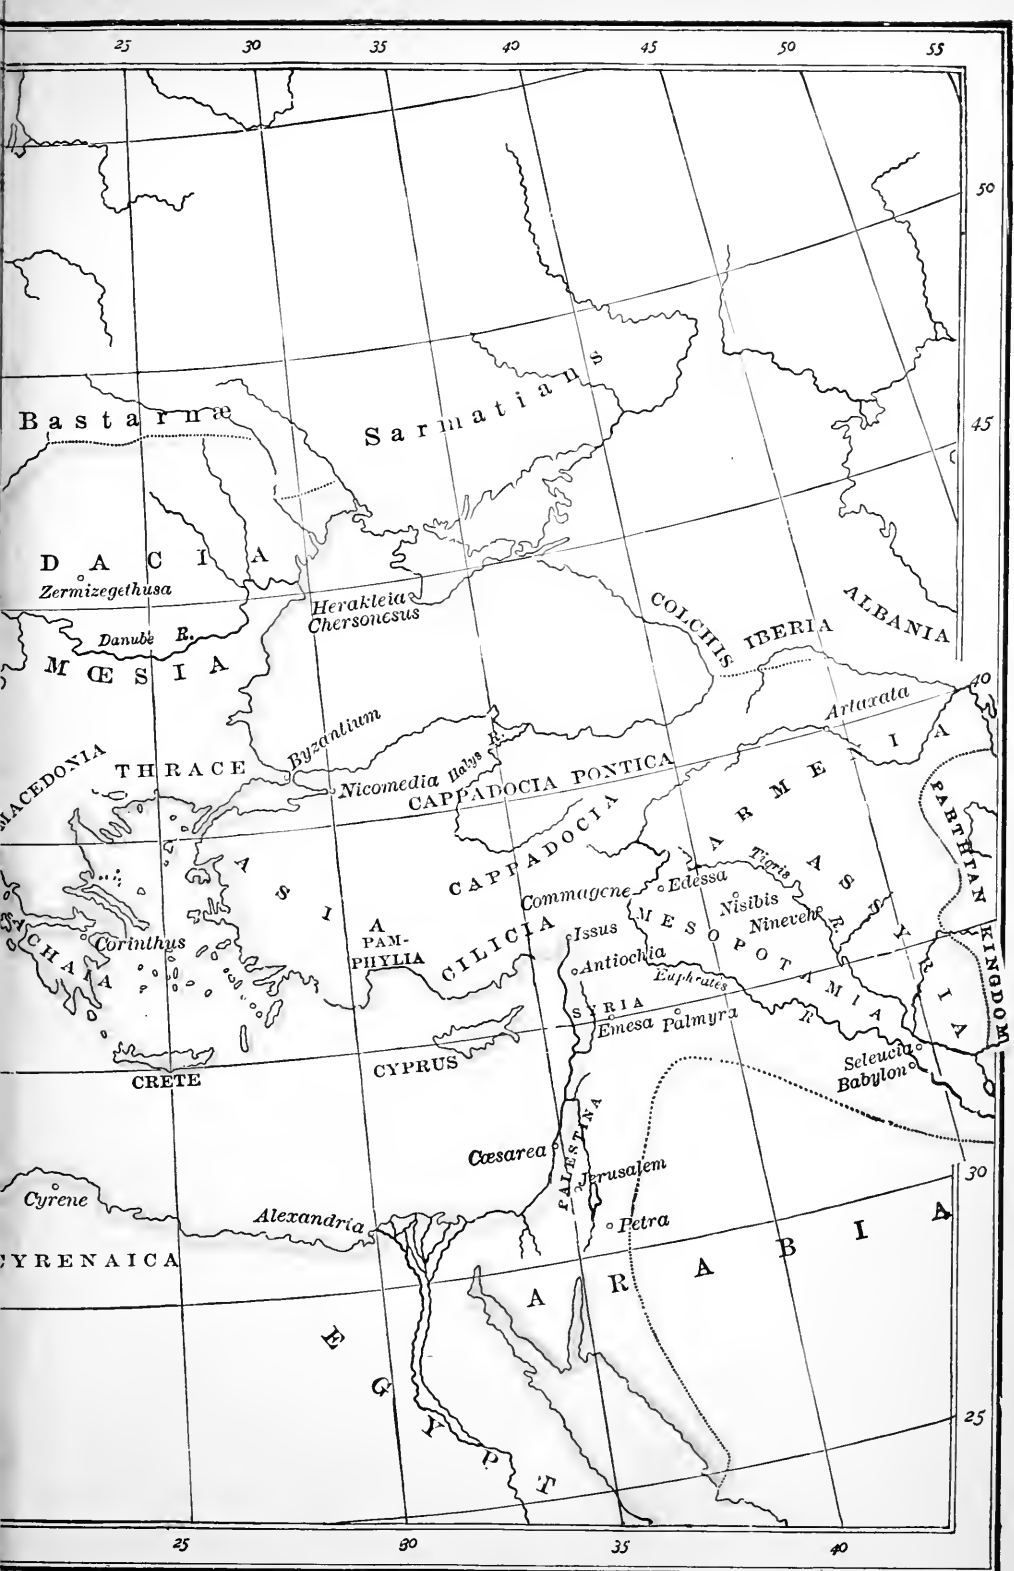 25 30 35 40 45 50 55
50
Sarmatians
Bastarnæ
45
DACIA
Zermizegethusa
Herakleia
Chersonesus
COLCHIS
IBERIA
ALBANIA
Danube R.
MŒSIA
40
Artaxata
Byzantium
MACEDONIA
THRACE
Nicomedia
Halys R.
CAPPADOCIA PONTICA
ARMENIA
PARTHIAN KINGDOM
CAPPADOCIA
ASIA
Tigris R.
ASSYRIA
Commagene
Edessa
Nisibis
Nineveh
MESOPOTAMIA
CILICIA
Issus
PAM-
PHYLIA
Corinthus
ACHAIA
Antiochia
Euphrates R.
SYRIA
Emesa
Palmyra
CRETE
CYPRUS
Seleucia
Babylon
PALESTINA
Cæsarea
Jerusalem
30
Cyrene
Alexandria
Petra
CYRENAICA
ARABIA
EGYPT
25
25 30 35 40